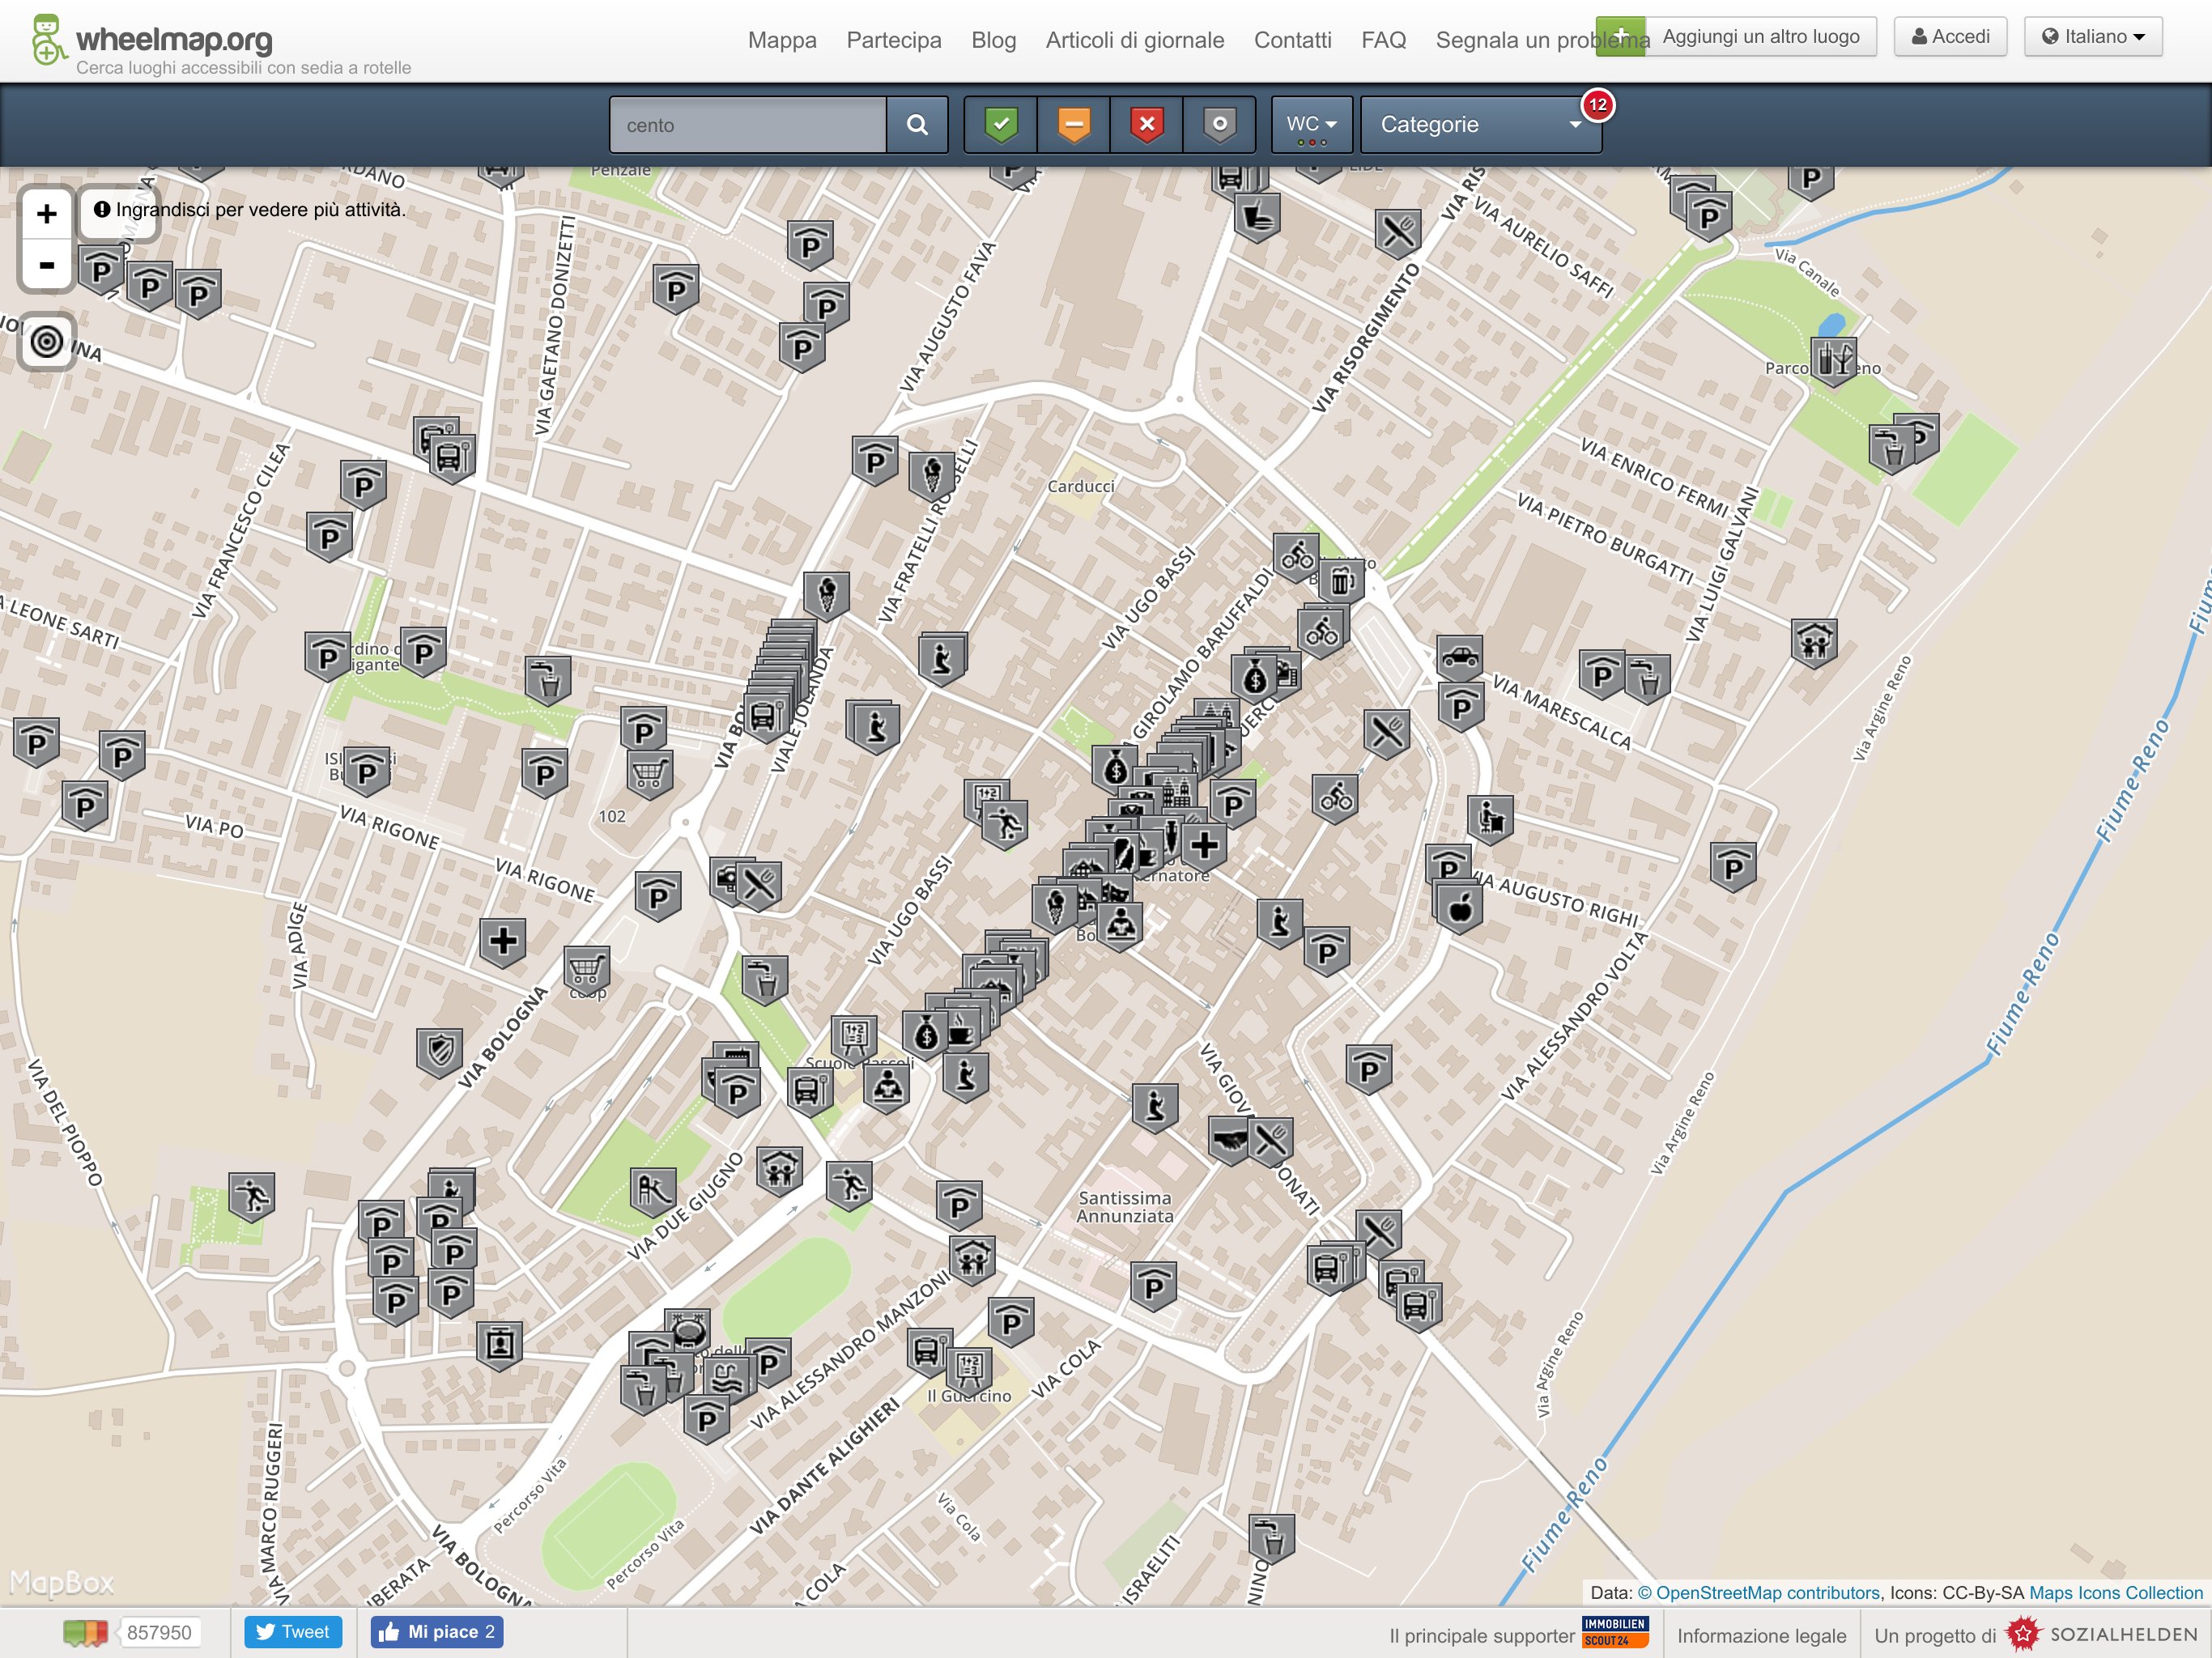 wheelmap.org
Cerca luoghi accessibili con sedia a rotelle
Mappa
Partecipa
Blog
Articoli di giornale
Contatti
FAQ
Segnala un problema
Aggiungi un altro luogo
Accedi
Italiano
cento
WC
Categorie
12
+
-
Ingrandisci per vedere più attività.
Penzale
VIA GAETANO DONIZETTI
VIA AUGUSTO FAVA
VIA RISORGIMENTO
VIA AURELIO SAFFI
Via Canale
VIA FRANCESCO CILEA
Carducci
VIA ENRICO FERMI
VIA PIETRO BURGATTI
VIA LUIGI GALVANI
VIA UGO BASSI
VIA GIROLAMO BARUFFALDI
A LEONE SARTI
VIALE JOLANDA
VIA MARESCALCA
Via Argine Reno
Fiume Reno
VIA PO
VIA RIGONE
102
VIA RIGONE
VIA UGO BASSI
VIA AUGUSTO RIGHI
VIA ADIGE
VIA BOLOGNA
coop
Fiume Reno
VIA ALESSANDRO VOLTA
VIA DEL PIOPPO
Scuole Pascoli
Via Argine Reno
VIA DUE GIUGNO
Santissima
Annunziata
VIA ALESSANDRO MANZONI
VIA COLA
Via Argine Reno
Il Guercino
VIA DANTE ALIGHIERI
VIA MARCO RUGGERI
Percorso Vita
Percorso Vita
Via Cola
VIA BOLOGNA
Fiume Reno
MapBox
Data: © OpenStreetMap contributors, Icons: CC-By-SA Maps Icons Collection
857950
Tweet
Mi piace 2
Il principale supporter
IMMOBILIEN
SCOUT24
Informazione legale
Un progetto di
SOZIALHELDEN